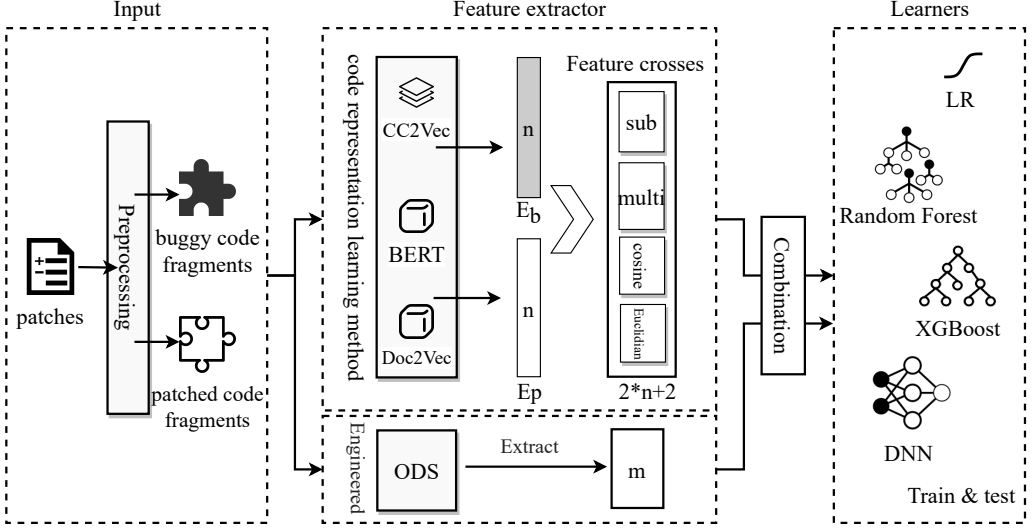 Input
Feature extractor
Learners
patches
Preprocessing
buggy code
fragments
patched code
fragments
code representation learning method
CC2Vec
BERT
Doc2Vec
n
E_b
n
Ep
Feature crosses
sub
multi
cosine
Euclidian
2*n+2
Engineered
ODS
Extract
m
Combination
LR
Random Forest
XGBoost
DNN
Train & test